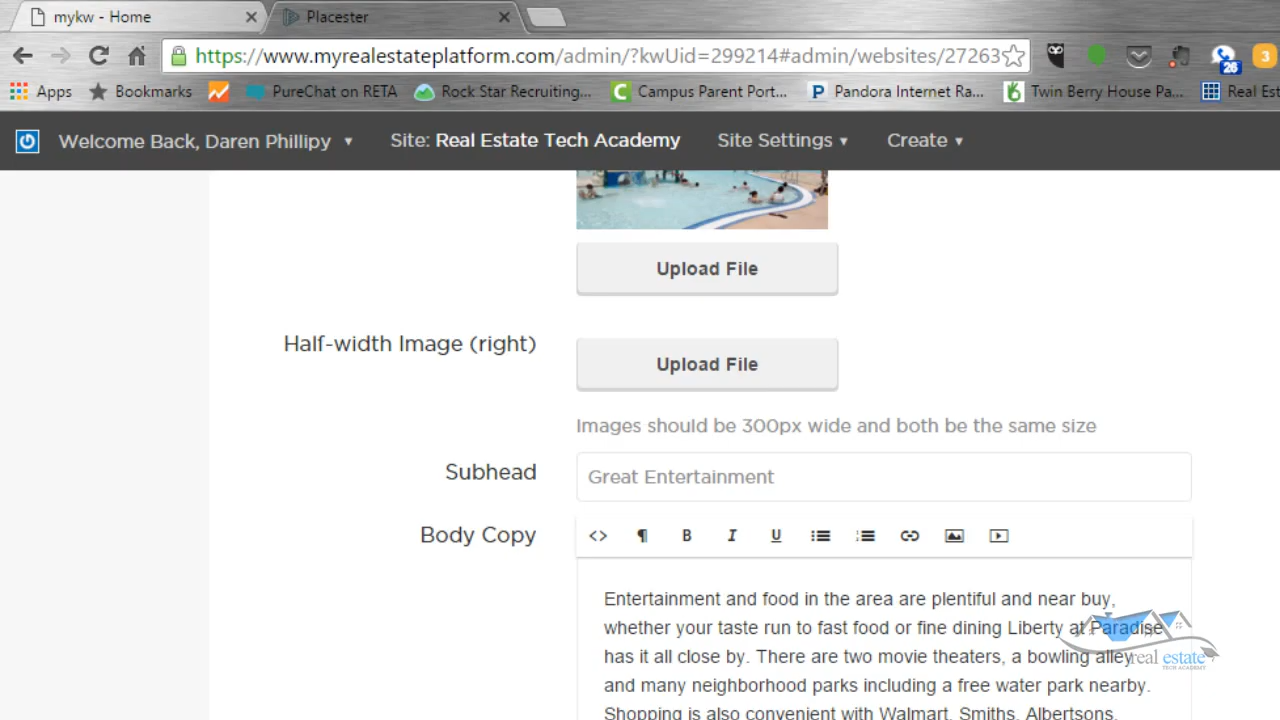 mykw - Home
Placester
https://www.myrealestateplatform.com/admin/?kwUid=299214#admin/websites/27263
26
3
Apps
Bookmarks
PureChat on RETA
Rock Star Recruiting...
Campus Parent Port...
Pandora Internet Ra...
Twin Berry House Pa...
Real Est
Welcome Back, Daren Phillipy
Site: Real Estate Tech Academy
Site Settings
Create
Upload File
Half-width Image (right)
Upload File
Images should be 300px wide and both be the same size
Subhead
Great Entertainment
Body Copy
B
I
U
Entertainment and food in the area are plentiful and near buy,
whether your taste run to fast food or fine dining Liberty at Paradise
has it all close by. There are two movie theaters, a bowling alley
and many neighborhood parks including a free water park nearby.
Shopping is also convenient with Walmart, Smiths, Albertsons,
real estate
TECH ACADEMY